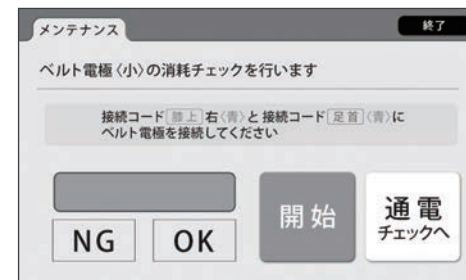 メンテナンス
終了
ベルト電極〈小〉の消耗チェックを行います
接続コード 膝上 右〈青〉と接続コード 足首〈青〉に
ベルト電極を接続してください
NG OK 開始 通電
チェックへ